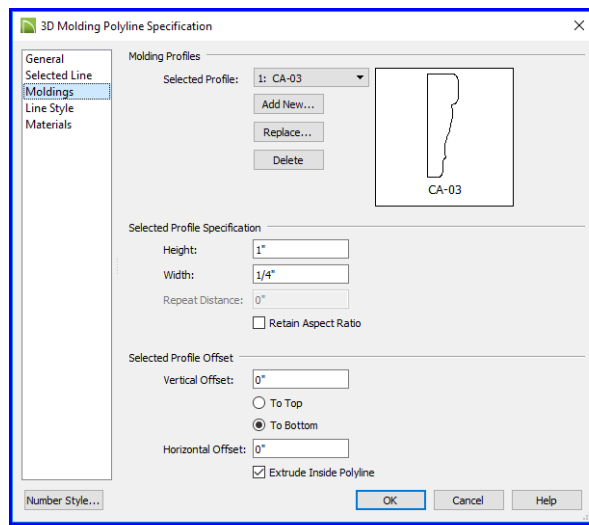 3D Molding Polyline Specification
General
Selected Line
Moldings
Line Style
Materials
Molding Profiles
Selected Profile: 1: CA-03
Add New...
Replace...
Delete
CA-03
Selected Profile Specification
Height: 1"
Width: 1/4"
Repeat Distance: 0"
Retain Aspect Ratio
Selected Profile Offset
Vertical Offset: 0"
To Top
To Bottom
Horizontal Offset: 0"
Extrude Inside Polyline
Number Style... OK Cancel Help